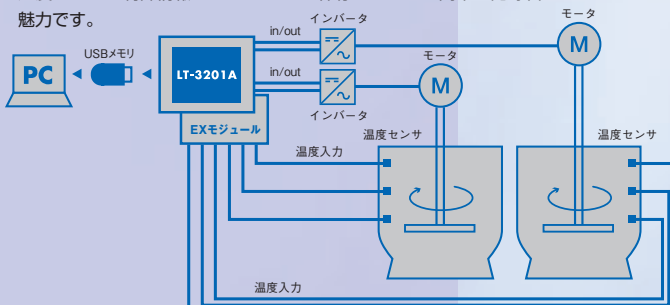 魅力です。
モータ
インバータ
in/out
USBメモリ
モータ
M
PC
LT-3201A
in/out
M
インバータ
EXモジュール
温度センサ
温度センサ
温度入力
温度入力